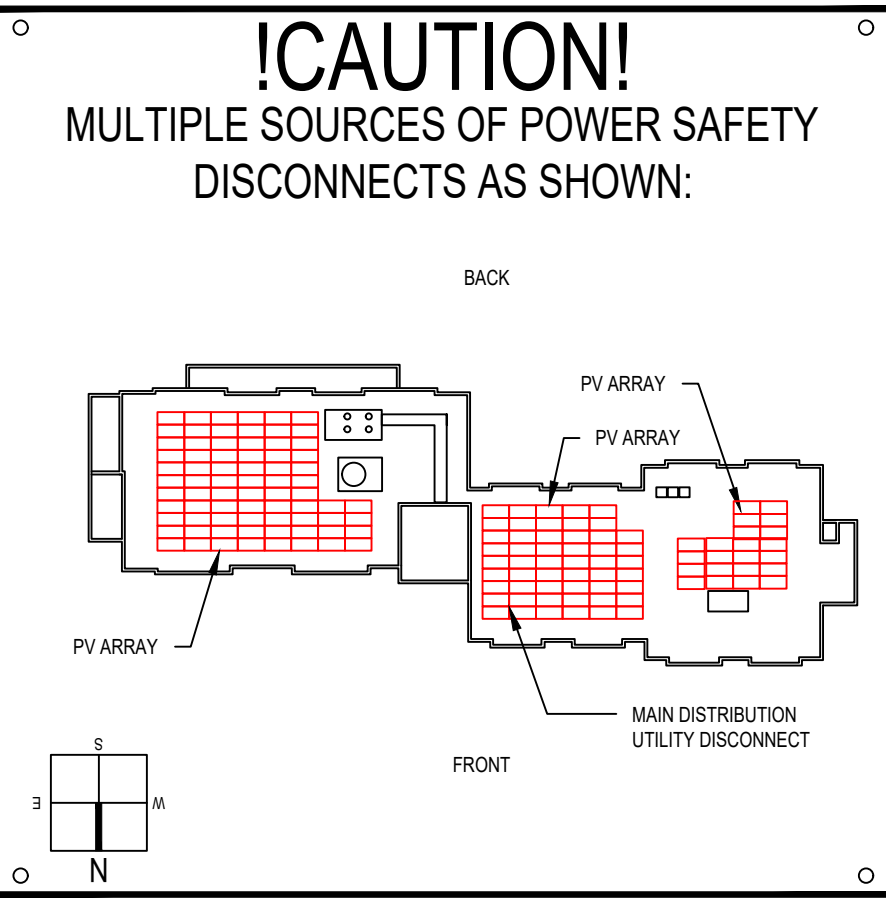 !CAUTION!
MULTIPLE SOURCES OF POWER SAFETY
DISCONNECTS AS SHOWN:
BACK
PV ARRAY
PV ARRAY
PV ARRAY
MAIN DISTRIBUTION
UTILITY DISCONNECT
FRONT
S
E
W
N